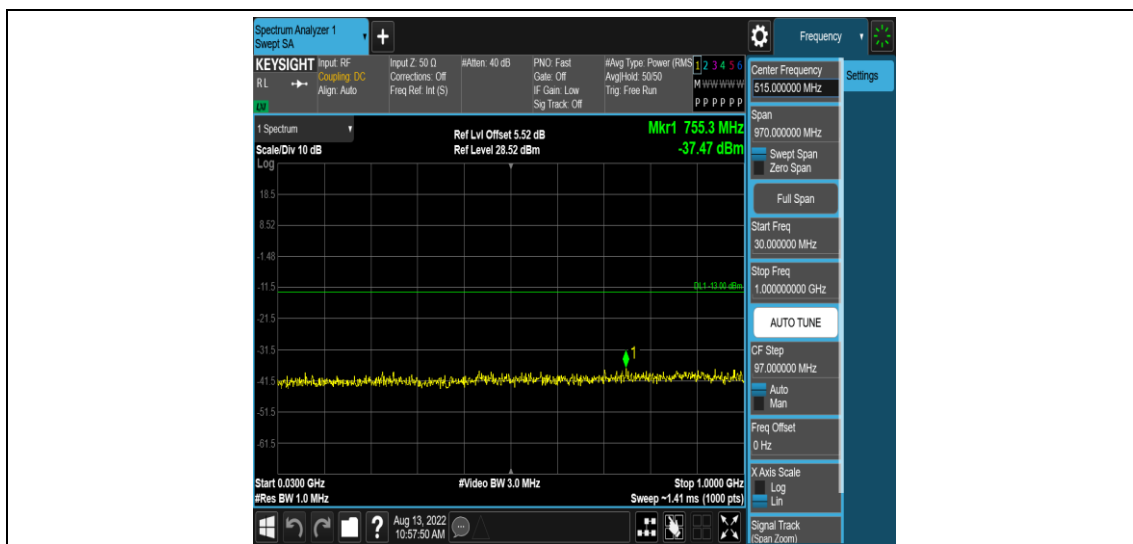 Spectrum Analyzer 1
Swept SA
+
Frequency
KEYSIGHT
RL
LNI
Input: RF
Coupling: DC
Align: Auto
Input Z: 50 Ω
Corrections: Off
Freq Ref: Int (S)
#Atten: 40 dB
PNO: Fast
Gate: Off
IF Gain: Low
Sig Track: Off
#Avg Type: Power (RMS
Avg|Hold: 50/50
Trig: Free Run
1 2 3 4 5 6
M W W W W W
P P P P P P
1 Spectrum
Scale/Div 10 dB
Log
Ref Lvl Offset 5.52 dB
Ref Level 28.52 dBm
Mkr1 755.3 MHz
-37.47 dBm
18.5
8.52
-1.48
-11.5
DL1 -13.00 dBm
-21.5
-31.5
1
-41.5
-51.5
-61.5
Start 0.0300 GHz
#Res BW 1.0 MHz
#Video BW 3.0 MHz
Stop 1.0000 GHz
Sweep ~1.41 ms (1000 pts)
?
Aug 13, 2022
10:57:50 AM
Center Frequency
515.000000 MHz
Span
970.000000 MHz
Swept Span
Zero Span
Full Span
Start Freq
30.000000 MHz
Stop Freq
1.000000000 GHz
AUTO TUNE
CF Step
97.000000 MHz
Auto
Man
Freq Offset
0 Hz
X Axis Scale
Log
Lin
Signal Track
(Span Zoom)
Settings